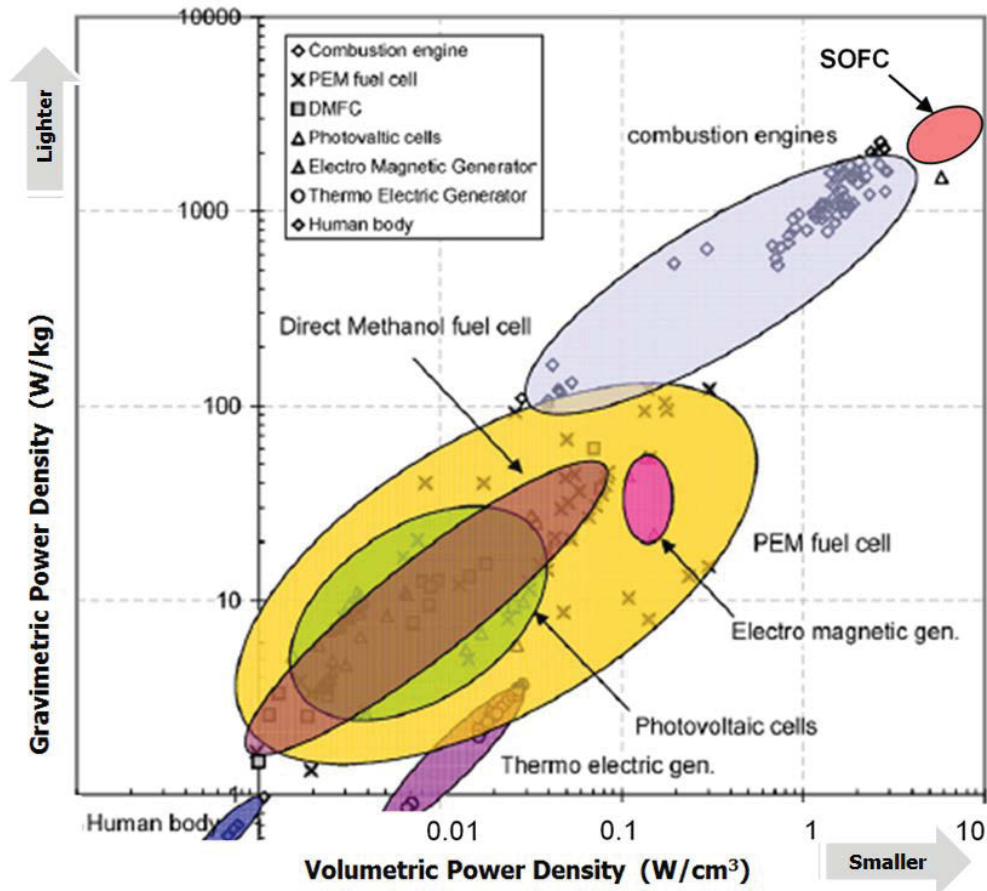 10000
Combustion engine
PEM fuel cell
DMFC
Photovaltic cells
Electro Magnetic Generator
Thermo Electric Generator
Human body
SOFC
combustion engines
Lighter
1000
Direct Methanol fuel cell
100
PEM fuel cell
10
Electro magnetic gen.
Photovoltaic cells
Thermo electric gen.
1
Human body
0.01
0.1
1
10
Gravimetric Power Density (W/kg)
Volumetric Power Density (W/cm³)
Smaller